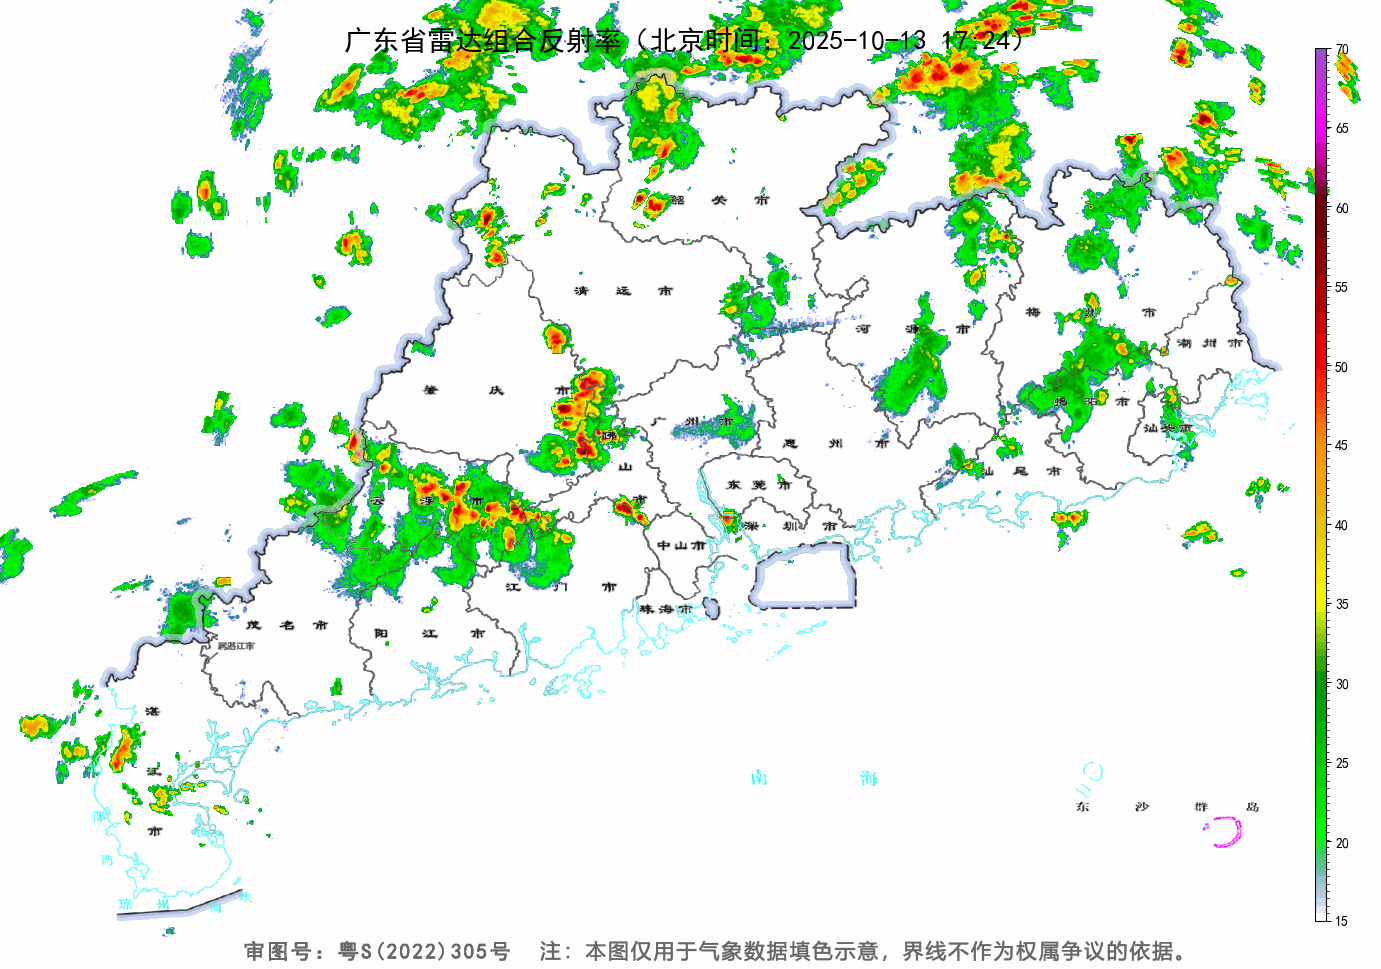 广东省雷达组合反射率（北京时间：2025-10-13 17:24）
70
65
60
55
50
45
40
35
30
25
20
15
韶 关 市
清 远 市
河 源 市
梅 州 市
潮 州 市
肇 庆 市
广 州 市
揭 阳 市
汕头市
佛 山 市
惠 州 市
汕 尾 市
云 浮 市
东 莞 市
深 圳 市
中山市
江 门 市
珠海市
茂 名 市
阳 江 市
属湛江市
湛 江 市
南 海
东 沙 群 岛
部 湾
琼 州 海 峡
审图号：粤S(2022)305号 注：本图仅用于气象数据填色示意，界线不作为权属争议的依据。